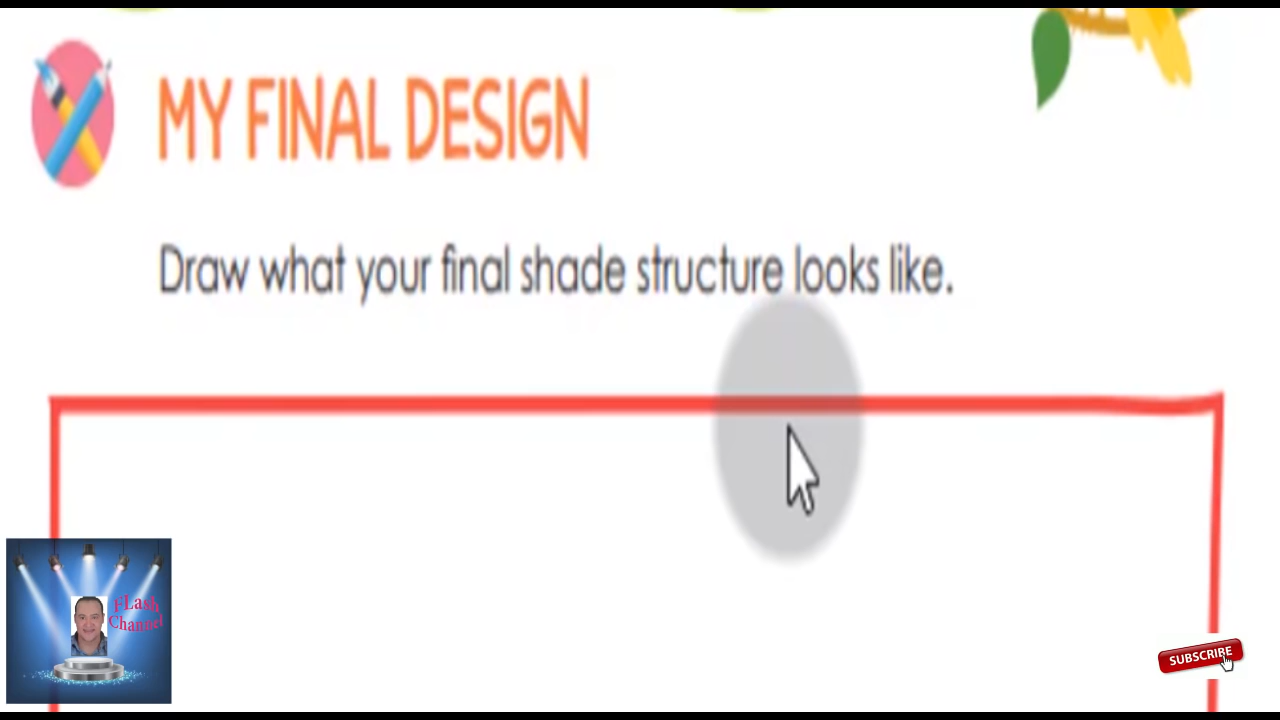 MY FINAL DESIGN
Draw what your final shade structure looks like.
FLash
Channel
SUBSCRIBE